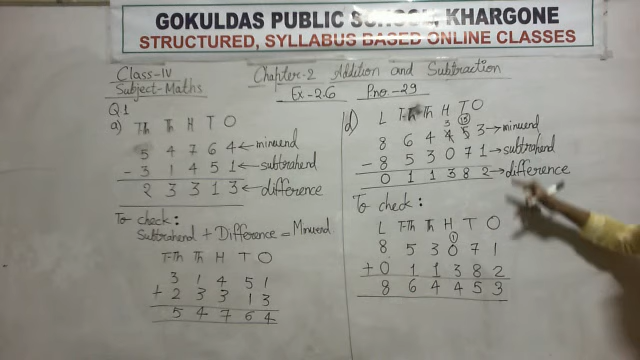 GOKULDAS PUBLIC SCHOOL, KHARGONE
STRUCTURED, SYLLABUS BASED ONLINE CLASSES
Class-IV
Subject-Maths
Chapter-2 Addition and Subtraction
Ex-2.6 Pno-29
Q1
a) Th Th H T O
5 4 7 6 4 ← minuend
- 3 1 4 5 1 ← subtrahend
2 3 3 1 3 ← difference
To check:
Subtrahend + Difference = Minuend
T-Th Th H T O
3 1 4 5 1
+ 2 3 3 1 3
5 4 7 6 4
d) L T-Th Th H T O
3 15
8 6 4 4 5 3 → minuend
- 8 5 3 0 7 1 → subtrahend
0 1 1 3 8 2 → difference
To check:
L T-Th Th H T O
1
8 5 3 0 7 1
+ 0 1 1 3 8 2
8 6 4 4 5 3